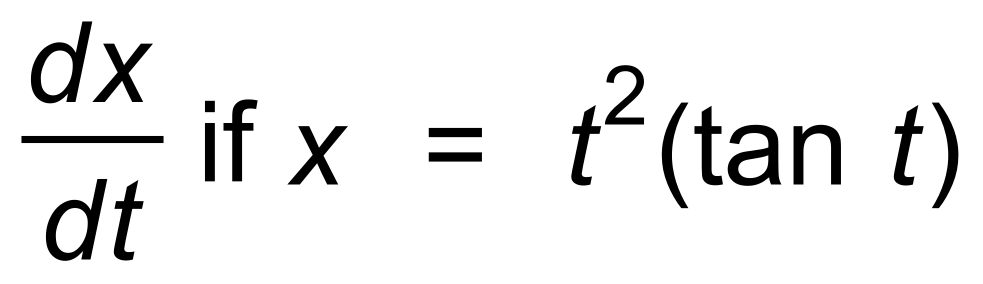 dx/dt if x = t²(tan t)